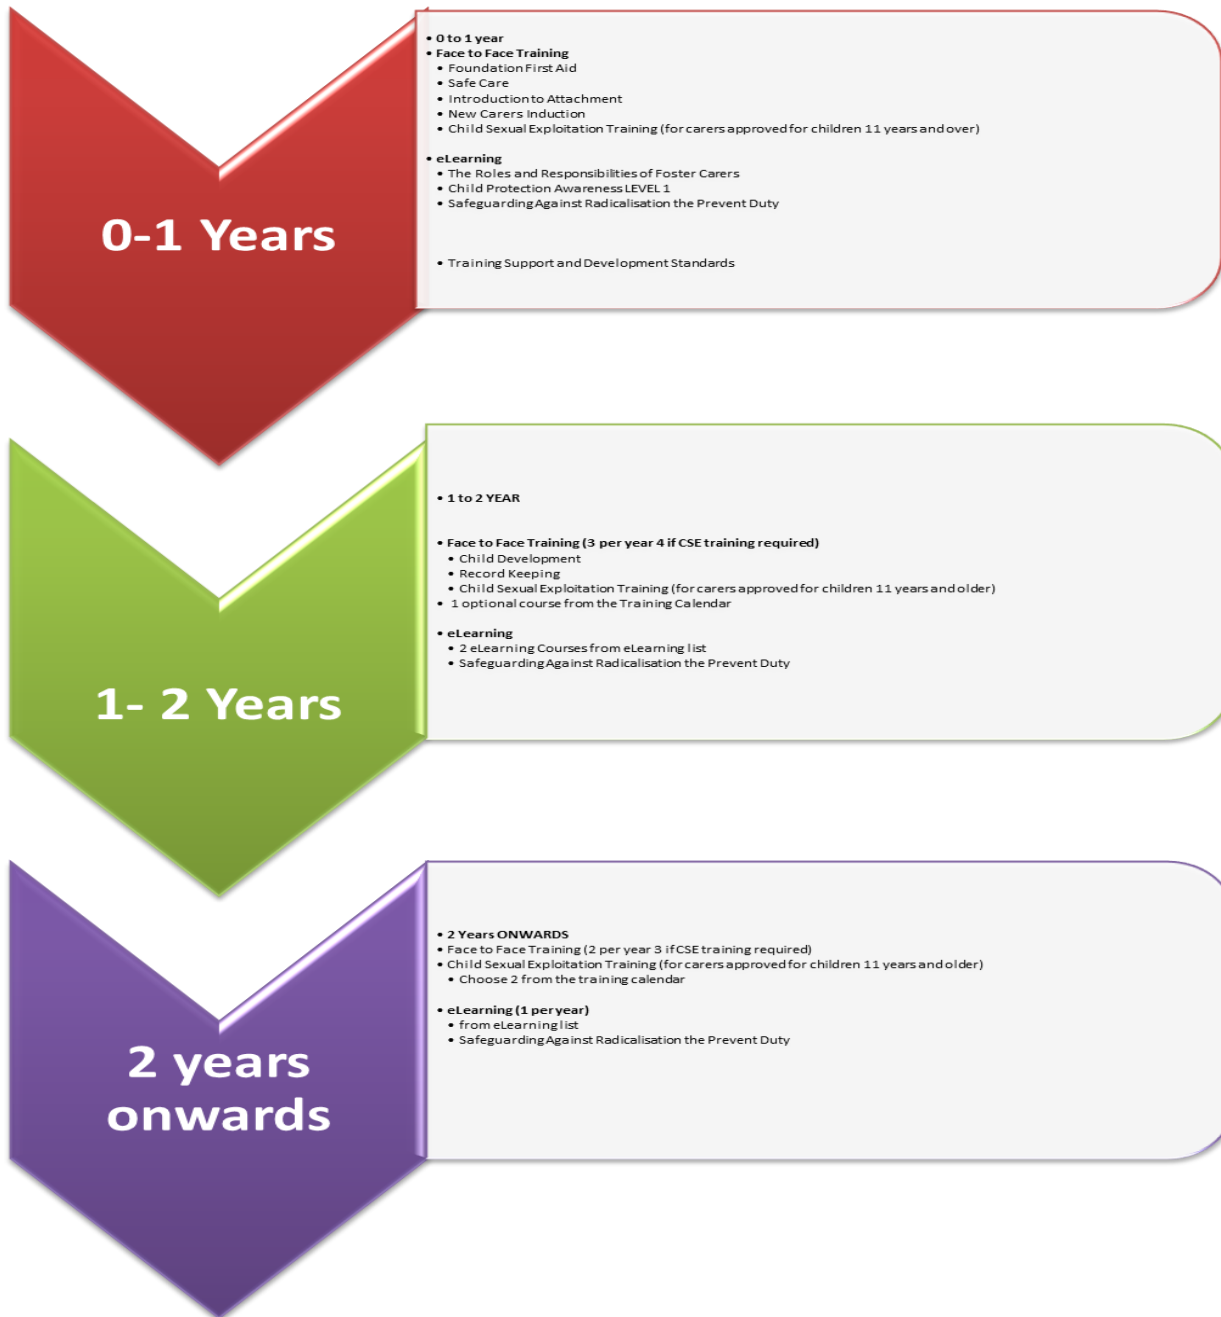 0-1 Years
• 0 to 1 year
• Face to Face Training
• Foundation First Aid
• Safe Care
• Introduction to Attachment
• New Carers Induction
• Child Sexual Exploitation Training (for carers approved for children 11 years and over)
• eLearning
• The Roles and Responsibilities of Foster Carers
• Child Protection Awareness LEVEL 1
• Safeguarding Against Radicalisation the Prevent Duty
• Training Support and Development Standards
1- 2 Years
• 1 to 2 YEAR
• Face to Face Training (3 per year 4 if CSE training required)
• Child Development
• Record Keeping
• Child Sexual Exploitation Training (for carers approved for children 11 years and older)
• 1 optional course from the Training Calendar
• eLearning
• 2 eLearning Courses from eLearning list
• Safeguarding Against Radicalisation the Prevent Duty
2 years
onwards
• 2 Years ONWARDS
• Face to Face Training (2 per year 3 if CSE training required)
• Child Sexual Exploitation Training (for carers approved for children 11 years and older)
• Choose 2 from the training calendar
• eLearning (1 per year)
• from eLearning list
• Safeguarding Against Radicalisation the Prevent Duty